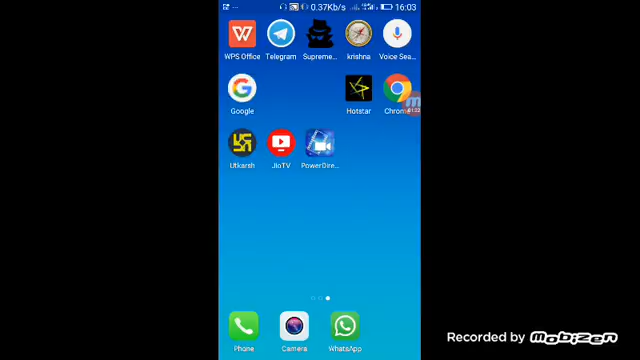 0.37Kb/s 16:03
WPS Office Telegram Supreme... krishna Voice Sea...
Google Hotstar Chrom
Utkarsh JioTV PowerDire...
Phone Camera WhatsApp
Recorded by mobizen